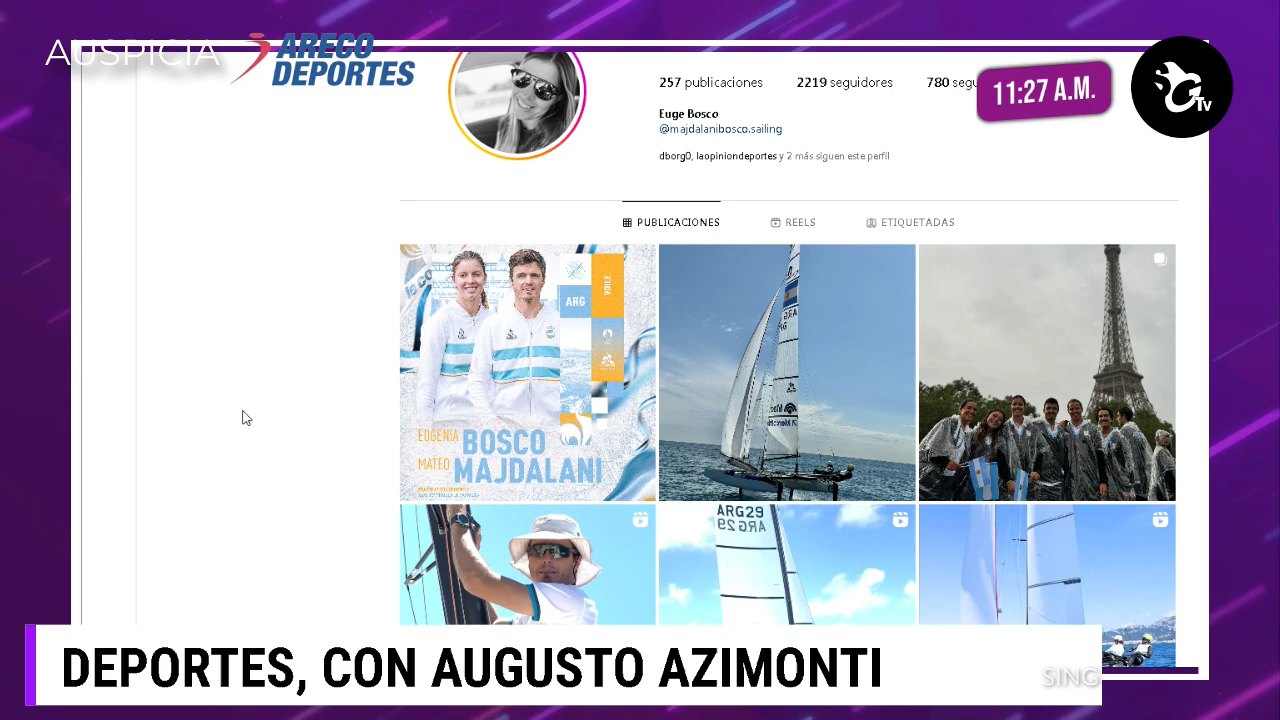 AUSPICIA
ARECO
DEPORTES
257 publicaciones 2219 seguidores 780 segu
11:27 A.M.
GTv
Euge Bosco
@majdalanibosco.sailing
dborg0, laopiniondeportes y 2 más siguen este perfil
PUBLICACIONES REELS ETIQUETADAS
ARG
VOILE
EUGENIA BOSCO
MATEO MAJDALANI
ARG29
ARG29
DEPORTES, CON AUGUSTO AZIMONTI
SING